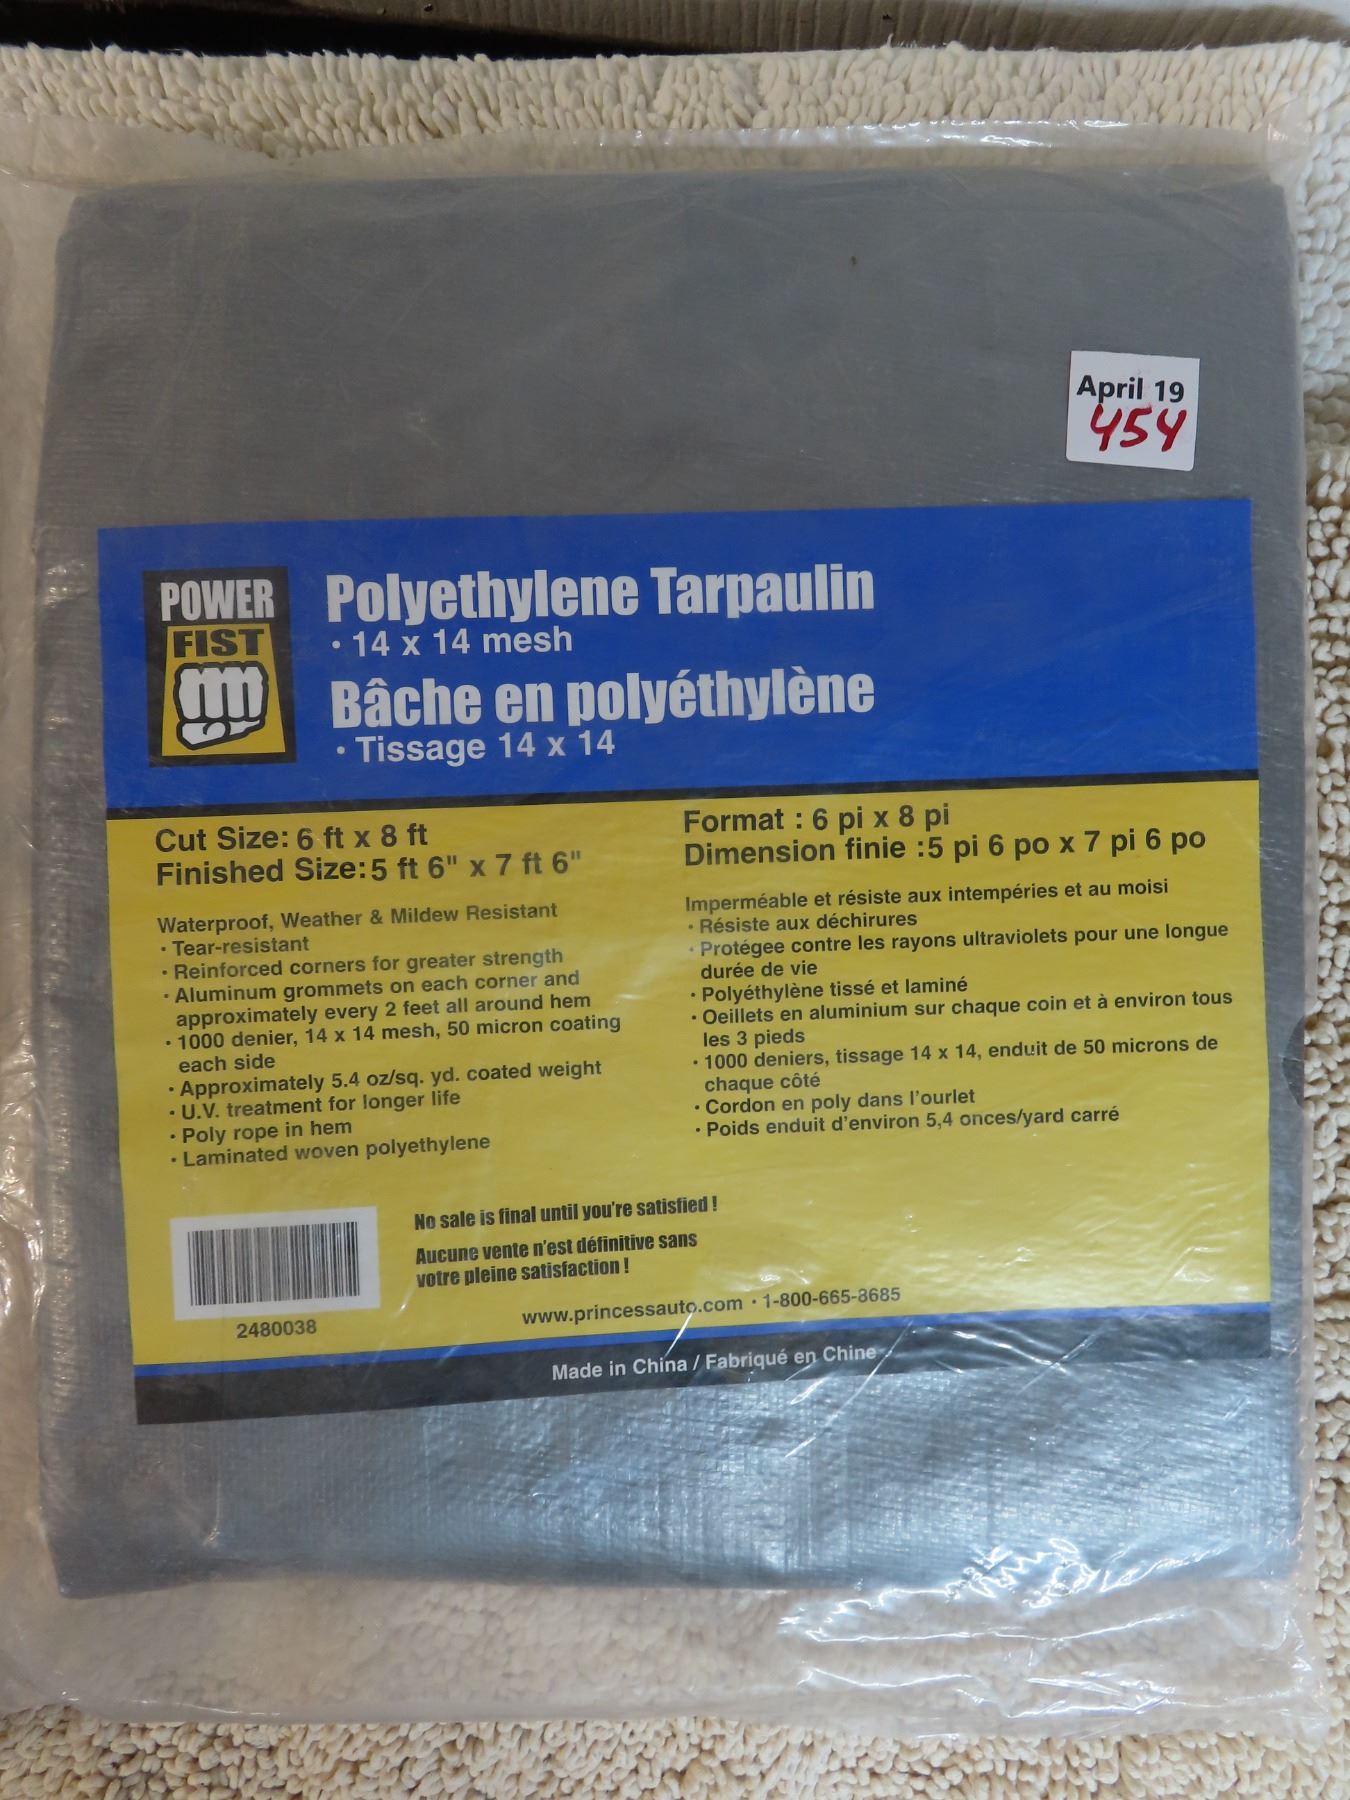 April 19
454
POWER
FIST
Polyethylene Tarpaulin
• 14 x 14 mesh
Bâche en polyéthylène
• Tissage 14 x 14
Cut Size: 6 ft x 8 ft
Finished Size: 5 ft 6" x 7 ft 6"
Waterproof, Weather & Mildew Resistant
• Tear-resistant
• Reinforced corners for greater strength
• Aluminum grommets on each corner and
approximately every 2 feet all around hem
• 1000 denier, 14 x 14 mesh, 50 micron coating
each side
• Approximately 5.4 oz/sq. yd. coated weight
• U.V. treatment for longer life
• Poly rope in hem
• Laminated woven polyethylene
Format : 6 pi x 8 pi
Dimension finie :5 pi 6 po x 7 pi 6 po
Imperméable et résiste aux intempéries et au moisi
• Résiste aux déchirures
• Protégee contre les rayons ultraviolets pour une longue
durée de vie
• Polyéthylène tissé et laminé
• Oeillets en aluminium sur chaque coin et à environ tous
les 3 pieds
• 1000 deniers, tissage 14 x 14, enduit de 50 microns de
chaque côté
• Cordon en poly dans l'ourlet
• Poids enduit d'environ 5,4 onces/yard carré
No sale is final until you're satisfied !
Aucune vente n'est définitive sans
votre pleine satisfaction !
2480038
www.princessauto.com • 1-800-665-8685
Made in China / Fabriqué en Chine